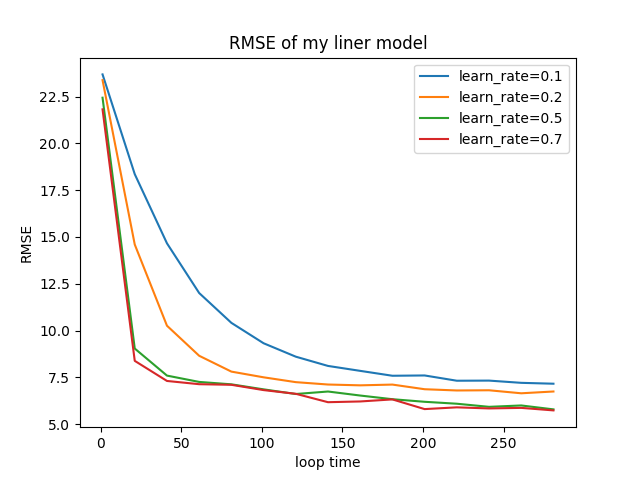 RMSE of my liner model
learn_rate=0.1
learn_rate=0.2
learn_rate=0.5
learn_rate=0.7
22.5
20.0
17.5
15.0
12.5
10.0
7.5
5.0
RMSE
0 50 100 150 200 250
loop time